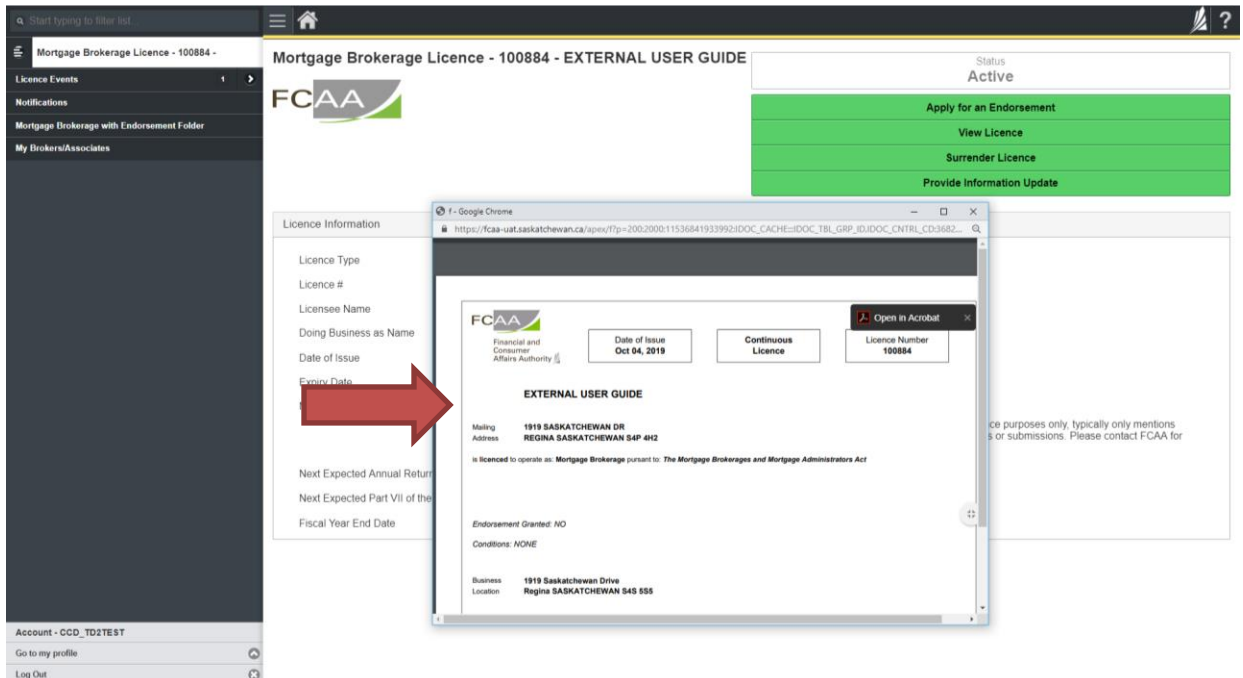 Start typing to filter list...
?
Mortgage Brokerage Licence - 100884 -
Licence Events 1
Notifications
Mortgage Brokerage with Endorsement Folder
My Brokers/Associates
Account - CCD_TD2TEST
Go to my profile
Log Out
Mortgage Brokerage Licence - 100884 - EXTERNAL USER GUIDE
FCAA
Status
Active
Apply for an Endorsement
View Licence
Surrender Licence
Provide Information Update
Licence Information
Licence Type
Licence #
Licensee Name
Doing Business as Name
Date of Issue
Expiry Date
ce purposes only, typically only mentions
s or submissions. Please contact FCAA for
Next Expected Annual Return
Next Expected Part VII of the
Fiscal Year End Date
f - Google Chrome
https://fcaa-uat.saskatchewan.ca/apex/f?p=200:2000:11536841933992:IDOC_CACHE:::IDOC_TBL_GRP_ID,IDOC_CNTRL_CD:3682...
Open in Acrobat
FCAA
Financial and
Consumer
Affairs Authority
Date of Issue
Oct 04, 2019
Continuous
Licence
Licence Number
100884
EXTERNAL USER GUIDE
Mailing 1919 SASKATCHEWAN DR
Address REGINA SASKATCHEWAN S4P 4H2
is licenced to operate as: Mortgage Brokerage pursant to: The Mortgage Brokerages and Mortgage Administrators Act
Endorsement Granted: NO
Conditions: NONE
Business 1919 Saskatchewan Drive
Location Regina SASKATCHEWAN S4S 5S5